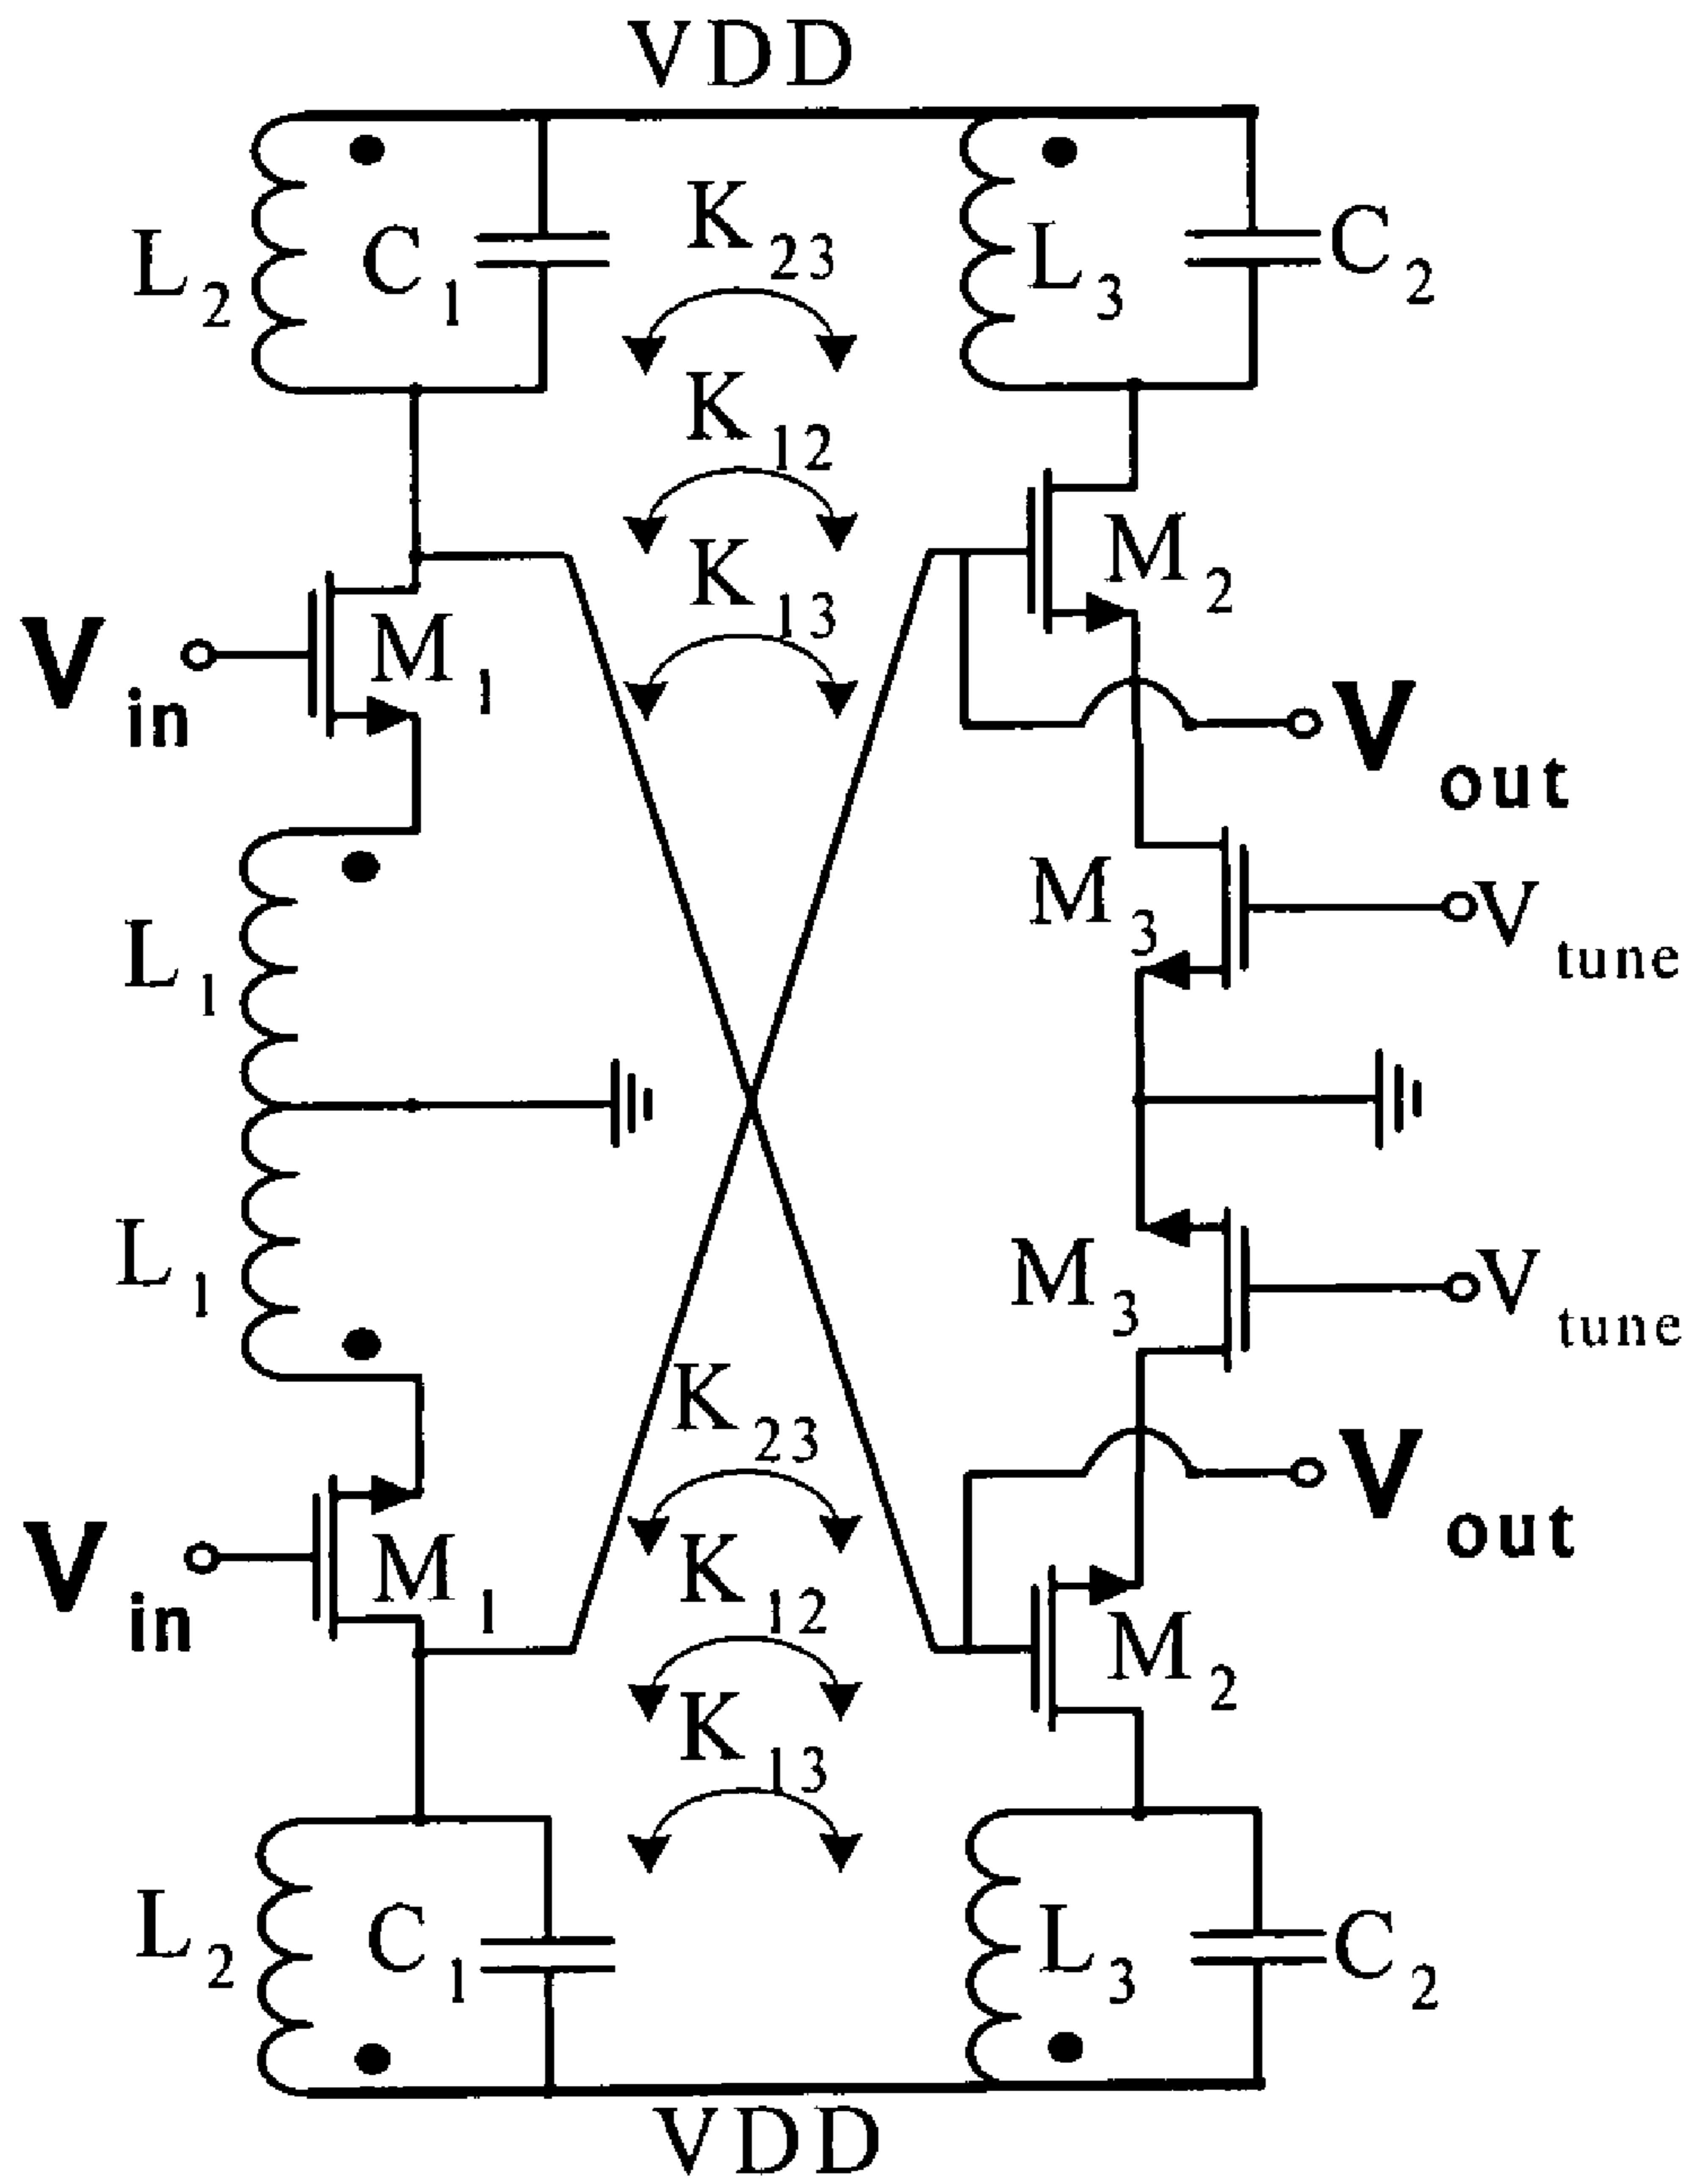 VDD
K23
L2 C1 L3 C2
K12
M2
K13
Vin M1
Vout
M3 Vtune
L1
L1
M3 Vtune
K23
Vout
Vin M1 K12
M2
K13
L2 C1 L3 C2
VDD